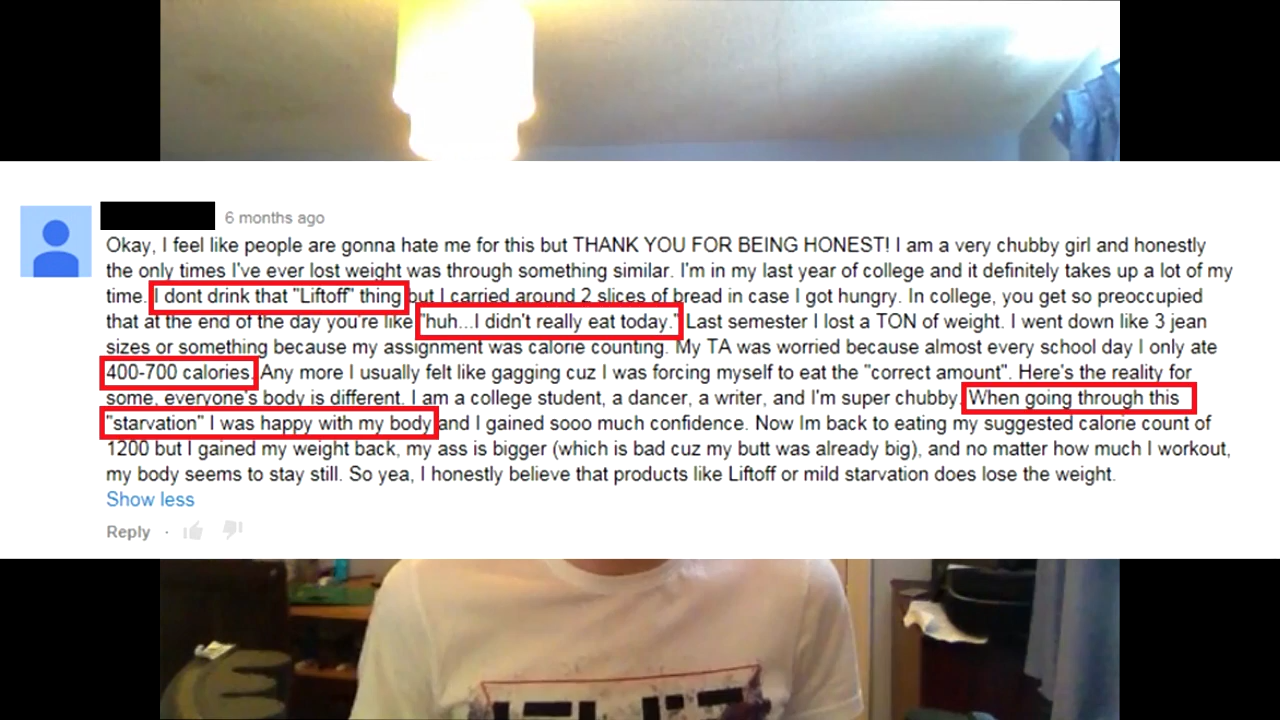 6 months ago
Okay, I feel like people are gonna hate me for this but THANK YOU FOR BEING HONEST! I am a very chubby girl and honestly
the only times I've ever lost weight was through something similar. I'm in my last year of college and it definitely takes up a lot of my
time. I dont drink that "Liftoff" thing but I carried around 2 slices of bread in case I got hungry. In college, you get so preoccupied
that at the end of the day you're like "huh...I didn't really eat today." Last semester I lost a TON of weight. I went down like 3 jean
sizes or something because my assignment was calorie counting. My TA was worried because almost every school day I only ate
400-700 calories. Any more I usually felt like gagging cuz I was forcing myself to eat the "correct amount". Here's the reality for
some, everyone's body is different. I am a college student, a dancer, a writer, and I'm super chubby. When going through this
"starvation" I was happy with my body and I gained sooo much confidence. Now Im back to eating my suggested calorie count of
1200 but I gained my weight back, my ass is bigger (which is bad cuz my butt was already big), and no matter how much I workout,
my body seems to stay still. So yea, I honestly believe that products like Liftoff or mild starvation does lose the weight.
Show less
Reply ·